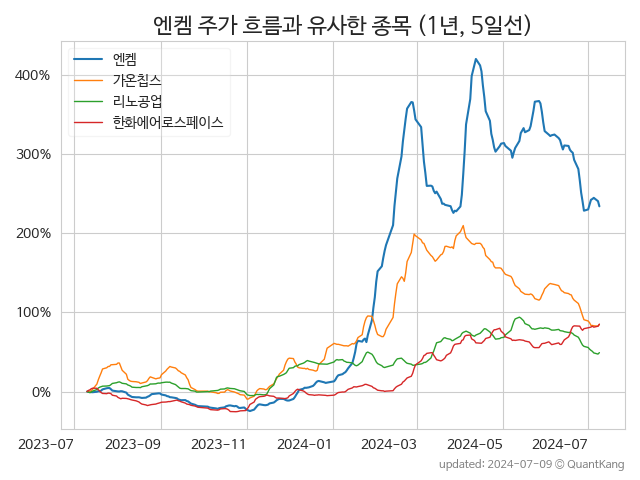 엔켐 주가 흐름과 유사한 종목 (1년, 5일선)
엔켐
가온칩스
리노공업
한화에어로스페이스
400%
300%
200%
100%
0%
2023-07 2023-09 2023-11 2024-01 2024-03 2024-05 2024-07
updated: 2024-07-09 © QuantKang